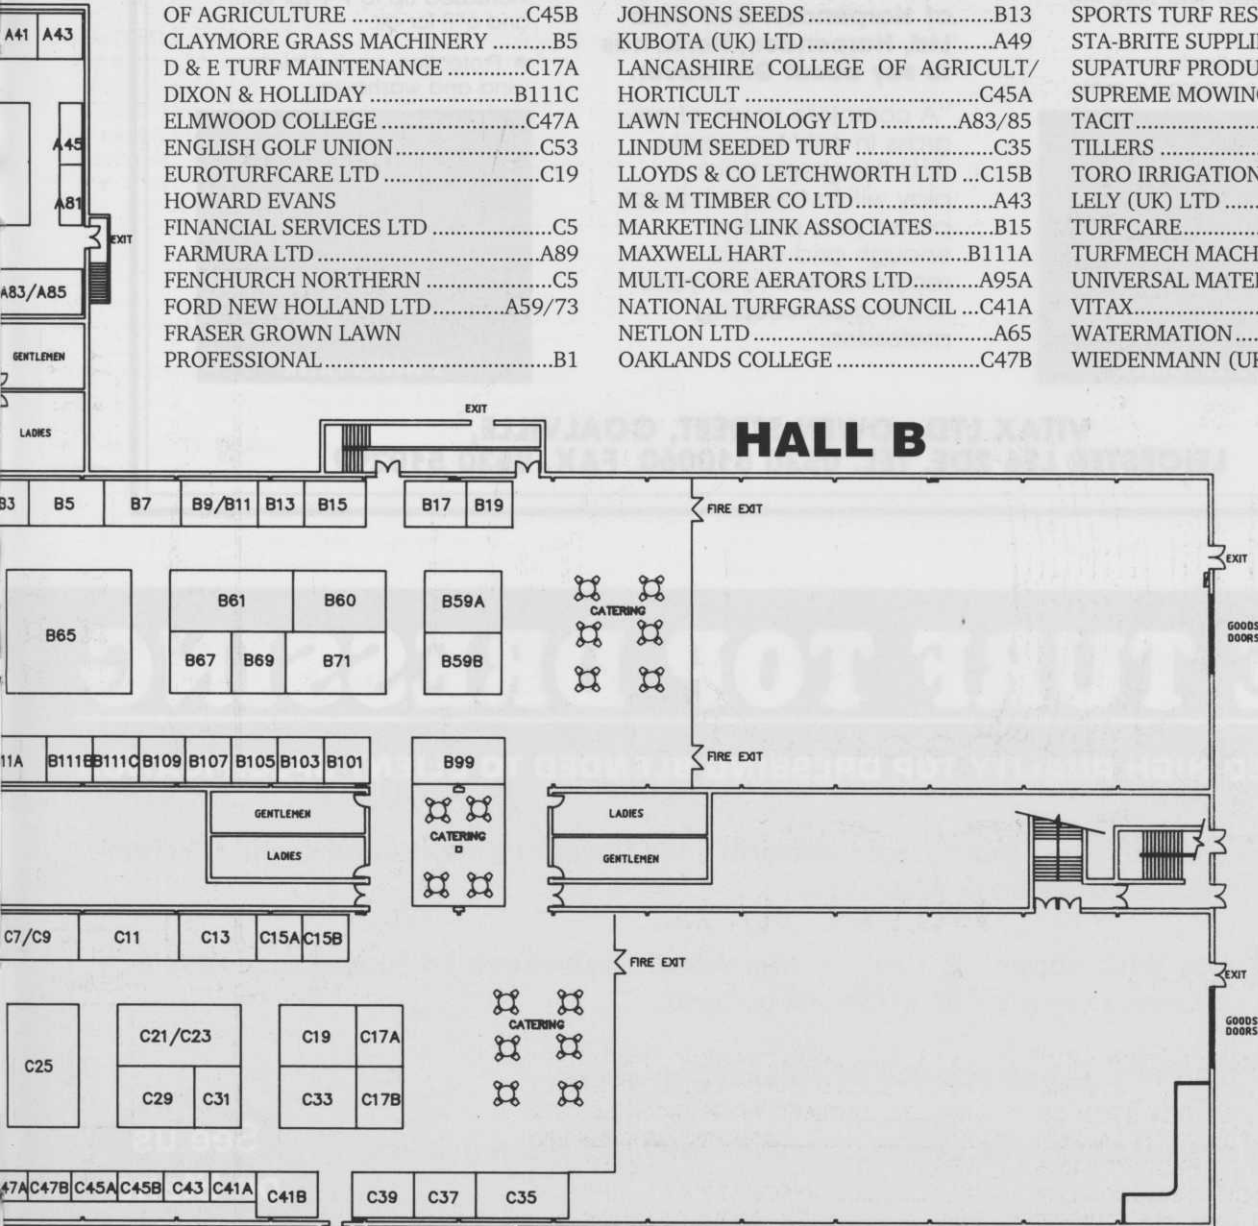 OF AGRICULTURE ..................C45B
CLAYMORE GRASS MACHINERY ..........B5
D & E TURF MAINTENANCE ............C17A
DIXON & HOLLIDAY ......................B111C
ELMWOOD COLLEGE .........................C47A
ENGLISH GOLF UNION.......................C53
EUROTURFCARE LTD .........................C19
HOWARD EVANS
FINANCIAL SERVICES LTD ...................C5
FARMURA LTD...................................A89
FENCHURCH NORTHERN .....................C5
FORD NEW HOLLAND LTD...........A59/73
FRASER GROWN LAWN
PROFESSIONAL...................................B1
JOHNSONS SEEDS.............................B13
KUBOTA (UK) LTD .............................A49
LANCASHIRE COLLEGE OF AGRICULT/
HORTICULT ...................................C45A
LAWN TECHNOLOGY LTD ............A83/85
LINDUM SEEDED TURF .....................C35
LLOYDS & CO LETCHWORTH LTD ...C15B
M & M TIMBER CO LTD.....................A43
MARKETING LINK ASSOCIATES.........B15
MAXWELL HART ...........................B111A
MULTI-CORE AERATORS LTD............A95A
NATIONAL TURFGRASS COUNCIL ...C41A
NETLON LTD .....................................A65
OAKLANDS COLLEGE ......................C47B
SPORTS TURF RES
STA-BRITE SUPPLI
SUPATURF PRODU
SUPREME MOWING
TACIT................
TILLERS ............
TORO IRRIGATION
LELY (UK) LTD .....
TURFCARE...........
TURFMECH MACH
UNIVERSAL MATE
VITAX................
WATERMATION.....
WIEDENMANN (U
A41 A43
A45
A81
EXIT
A83/A85
GENTLEMEN
LADIES
EXIT
HALL B
B3 B5 B7 B9/B11 B13 B15 B17 B19
FIRE EXIT
EXIT
B61 B60 B59A
CATERING
B65
GOODS
DOORS
B67 B69 B71 B59B
FIRE EXIT
11A B111B B111C B109 B107 B105 B103 B101 B99
GENTLEMEN
LADIES
CATERING
LADIES
GENTLEMEN
C7/C9 C11 C13 C15A C15B
FIRE EXIT
EXIT
CATERING
GOODS
DOORS
C21/C23 C19 C17A
C25
C29 C31 C33 C17B
47A C47B C45A C45B C43 C41A C41B C39 C37 C35